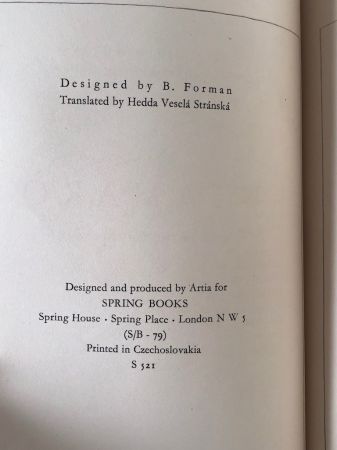 Designed by B. Forman
Translated by Hedda Veselá Stránská
Designed and produced by Artia for
SPRING BOOKS
Spring House · Spring Place · London N W 5
(S/B - 79)
Printed in Czechoslovakia
S 521